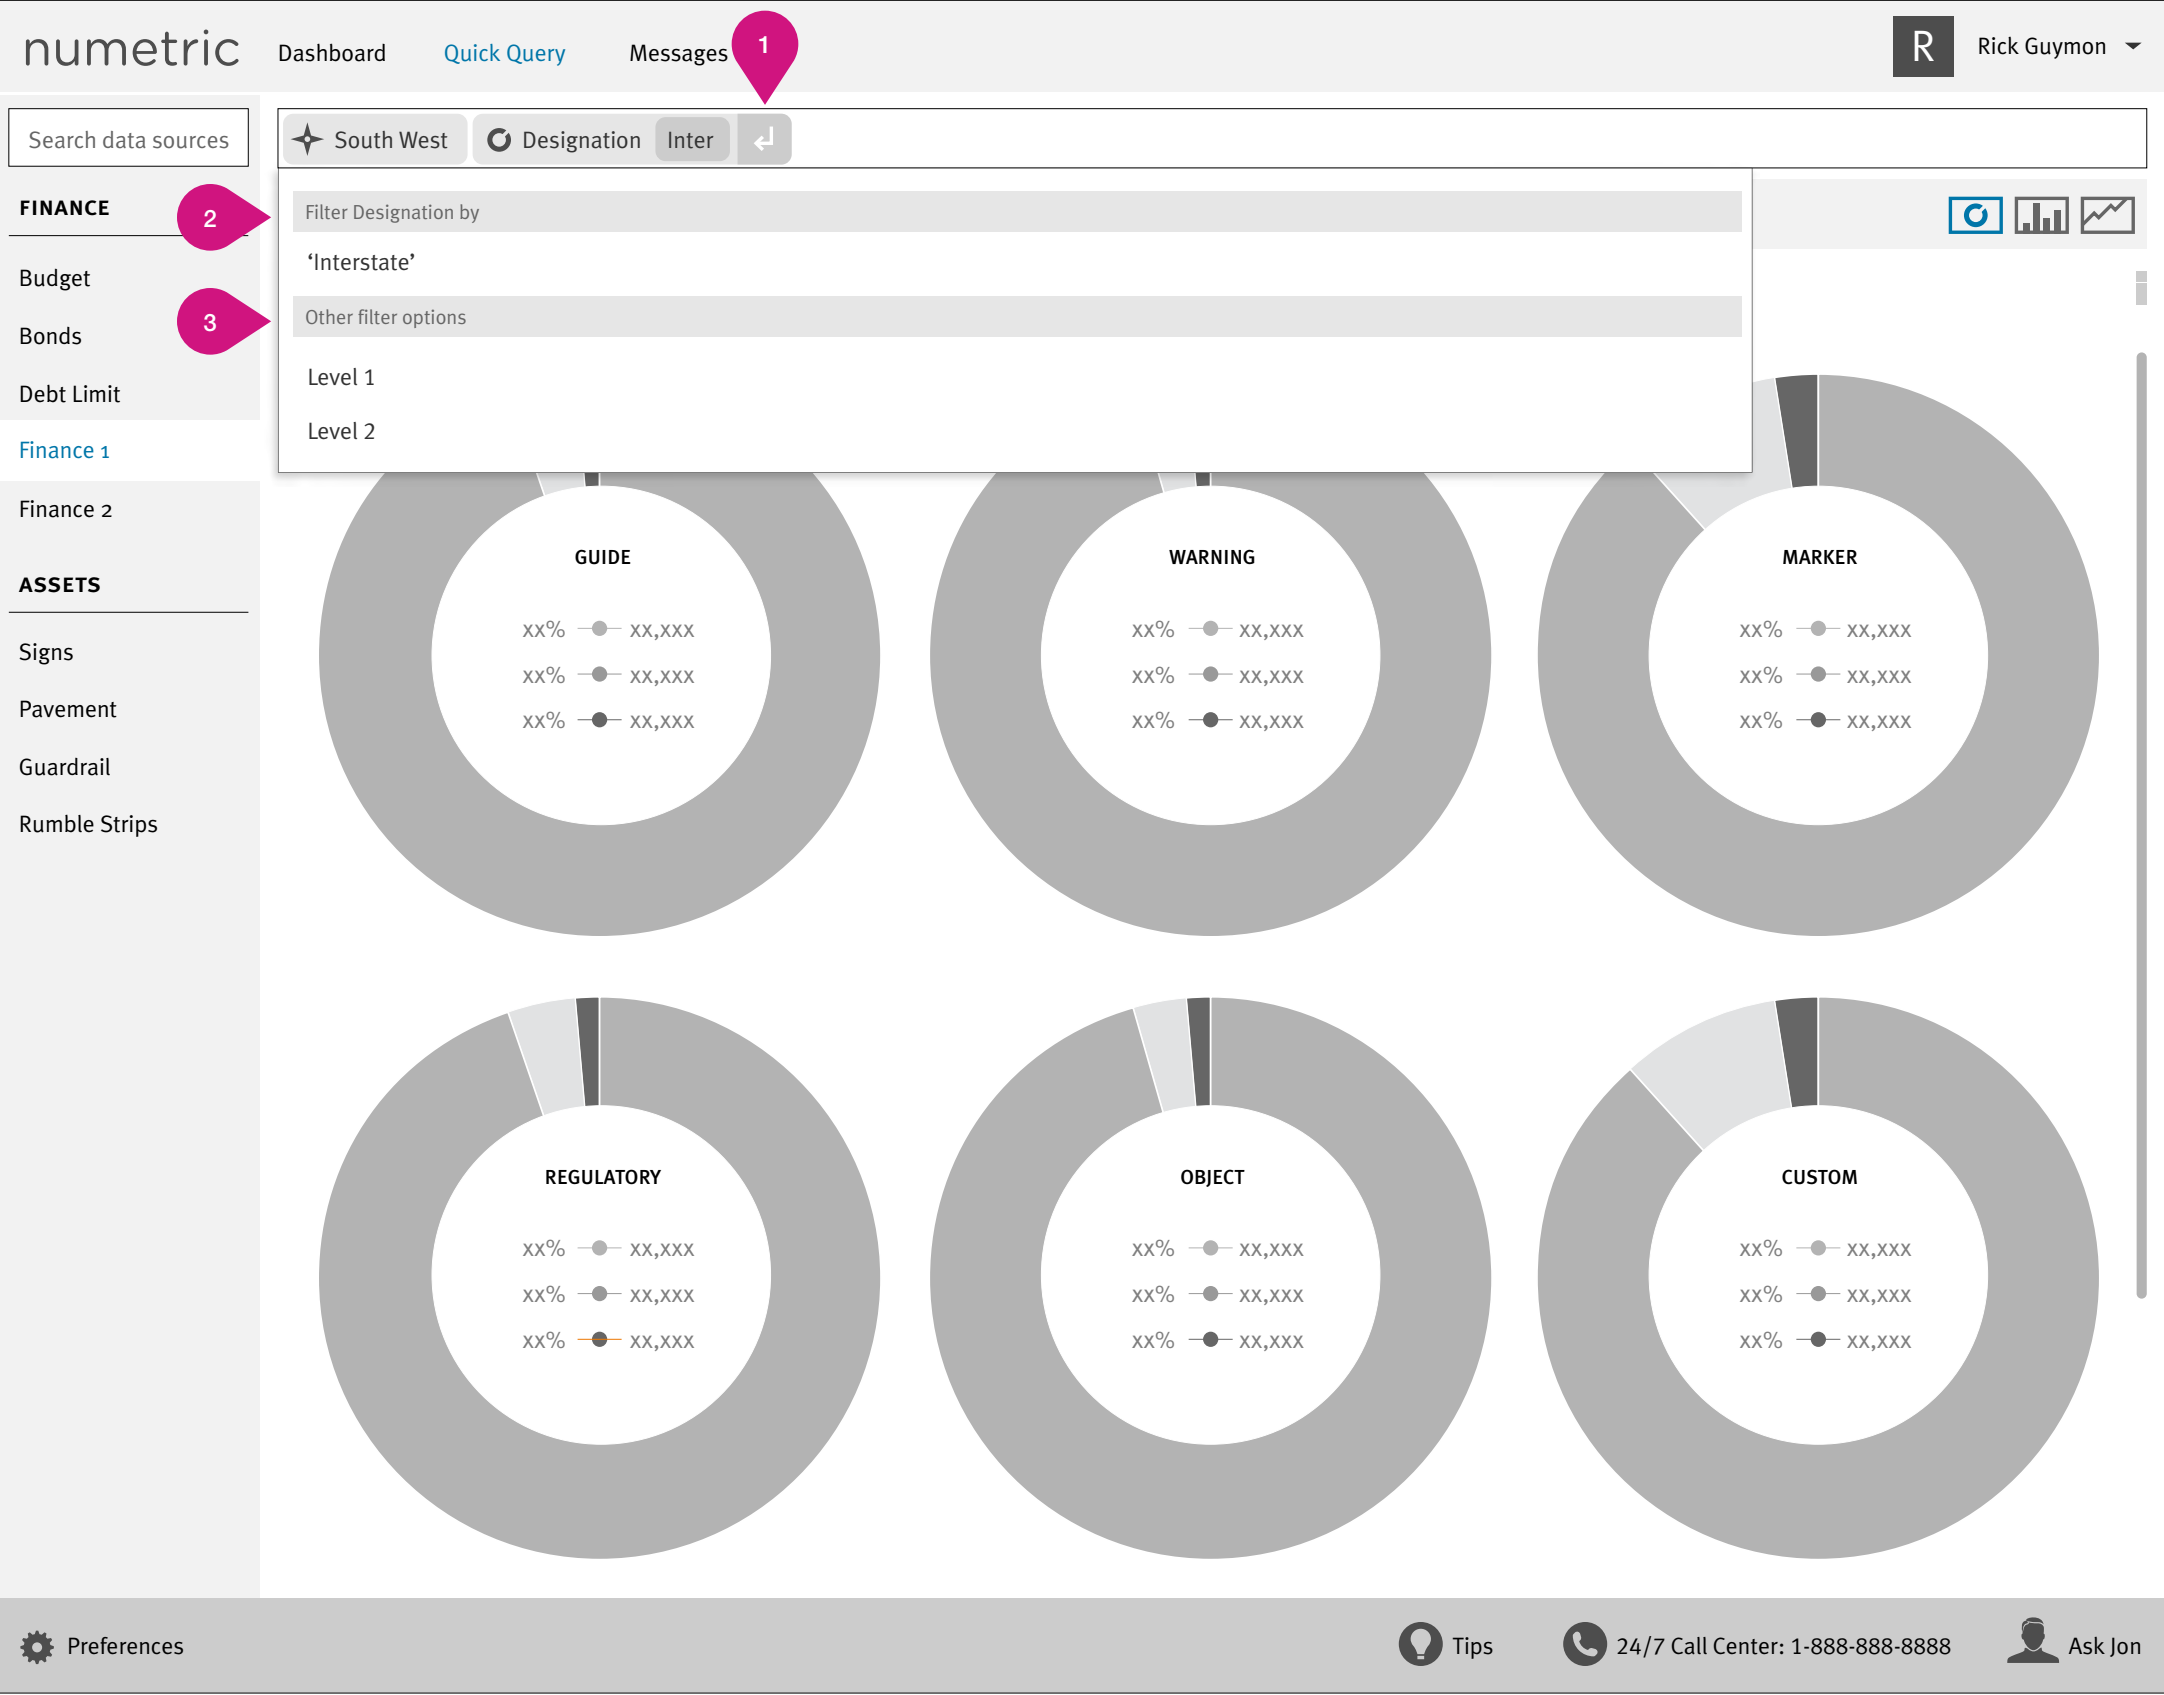 numetric
Dashboard
Quick Query
Messages
1
R
Rick Guymon
Search data sources
South West
Designation
Inter
FINANCE
2
Filter Designation by
‘Interstate’
Budget
3
Other filter options
Bonds
Level 1
Debt Limit
Level 2
Finance 1
Finance 2
ASSETS
Signs
Pavement
Guardrail
Rumble Strips
GUIDE
xx% xx,xxx
xx% xx,xxx
xx% xx,xxx
WARNING
xx% xx,xxx
xx% xx,xxx
xx% xx,xxx
MARKER
xx% xx,xxx
xx% xx,xxx
xx% xx,xxx
REGULATORY
xx% xx,xxx
xx% xx,xxx
xx% xx,xxx
OBJECT
xx% xx,xxx
xx% xx,xxx
xx% xx,xxx
CUSTOM
xx% xx,xxx
xx% xx,xxx
xx% xx,xxx
Preferences
Tips
24/7 Call Center: 1-888-888-8888
Ask Jon